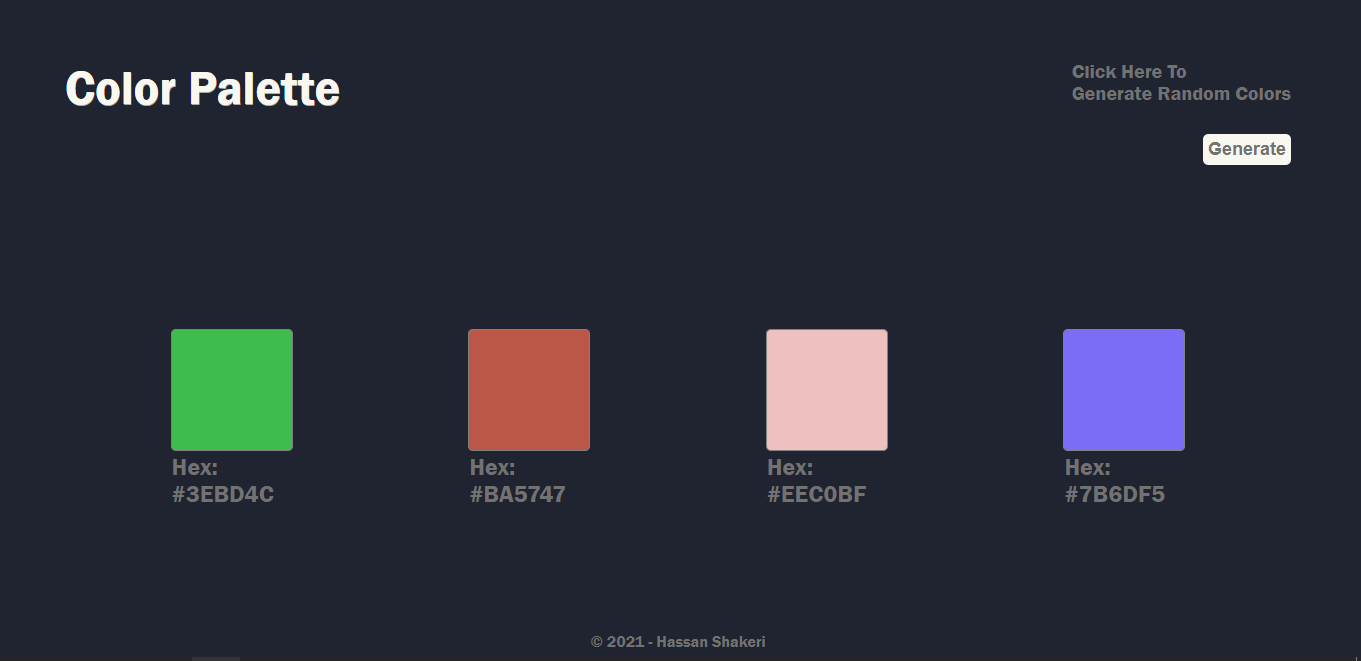 Color Palette
Click Here To
Generate Random Colors
Generate
Hex:
#3EBD4C
Hex:
#BA5747
Hex:
#EEC0BF
Hex:
#7B6DF5
© 2021 - Hassan Shakeri